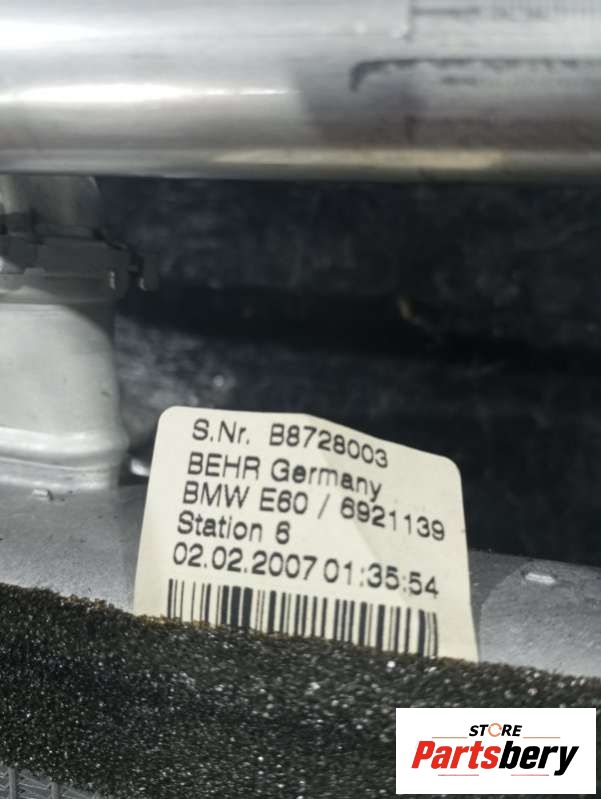 S.Nr. B8728003
BEHR Germany
BMW E60 / 6921139
Station 6
02.02.2007 01:35:54
STORE
Partsbery